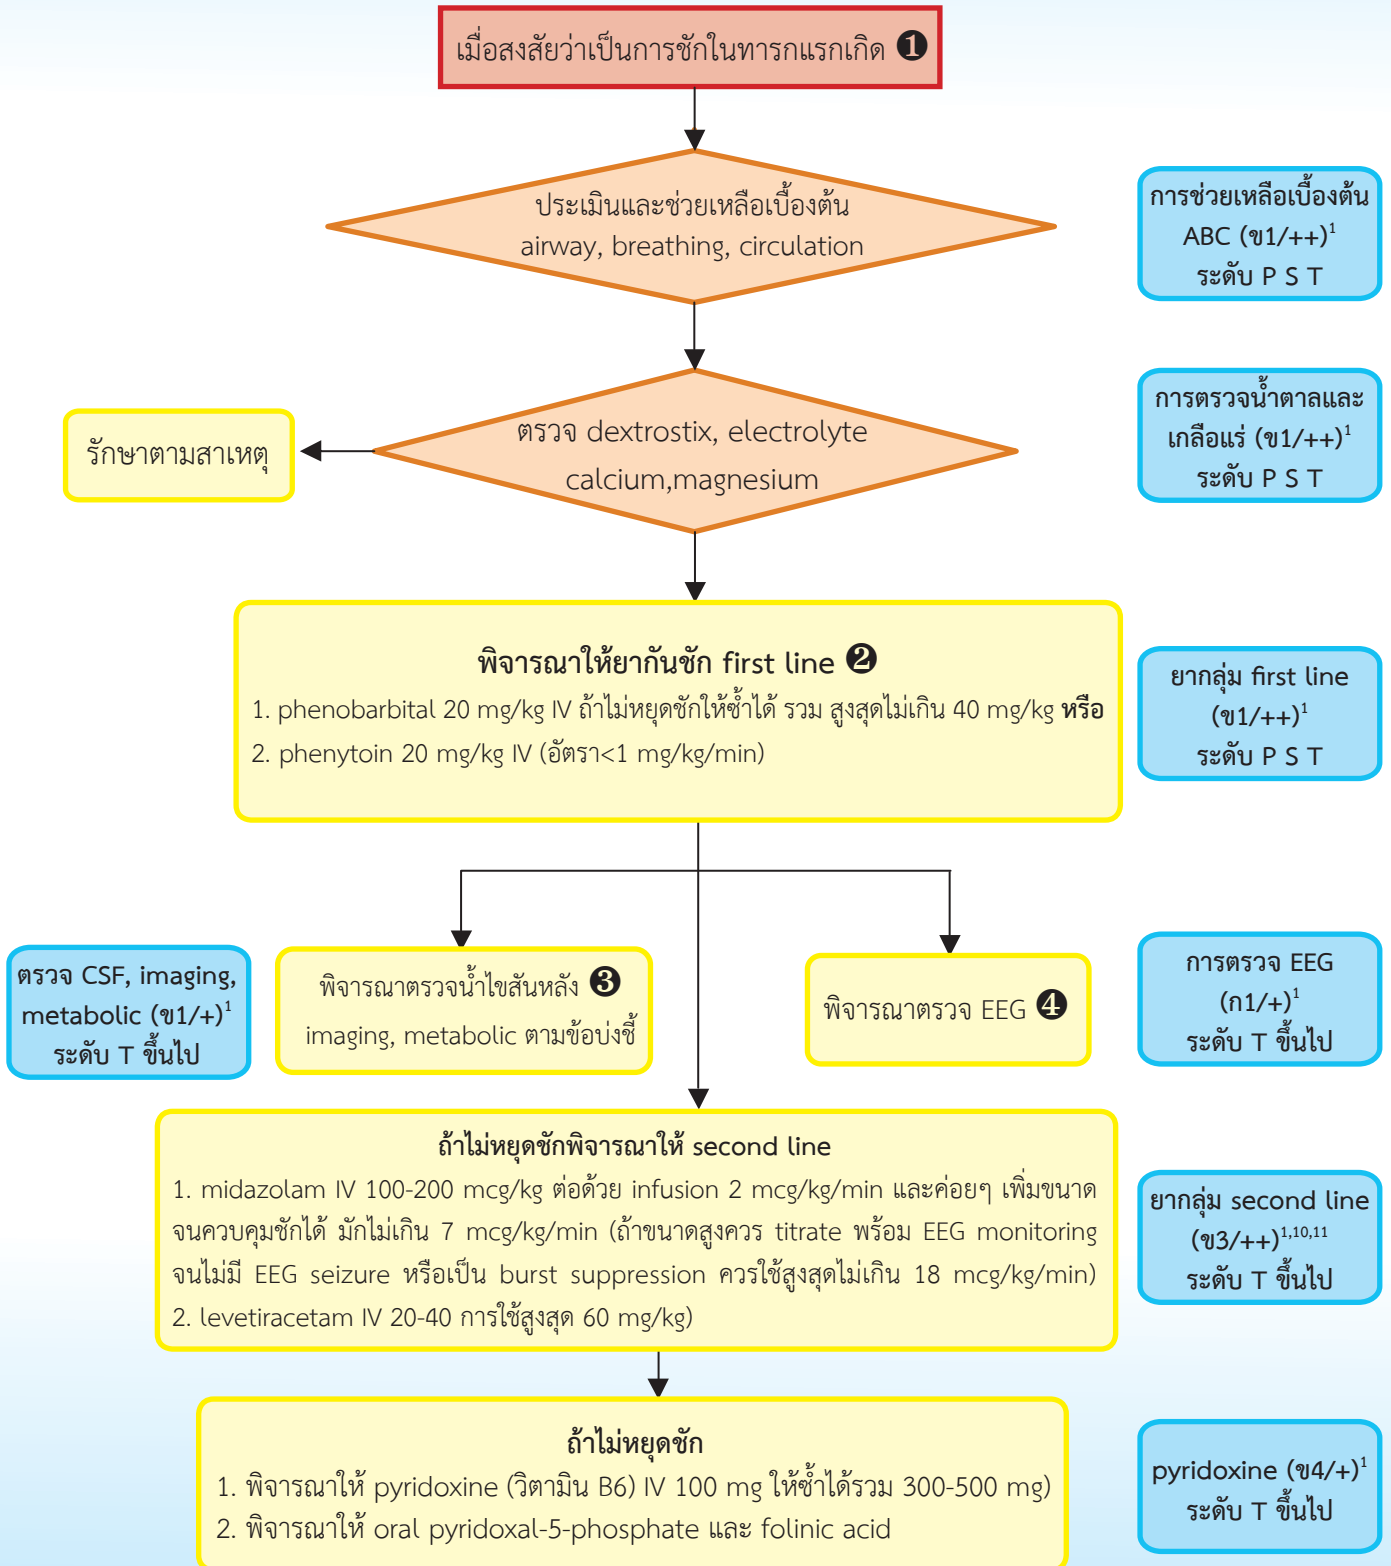 เมื่อสงสัยว่าเป็นการชักในทารกแรกเกิด ❶
ประเมินและช่วยเหลือเบื้องต้น
airway, breathing, circulation
การช่วยเหลือเบื้องต้น
ABC (ข1/++)¹
ระดับ P S T
ตรวจ dextrostix, electrolyte
calcium,magnesium
รักษาตามสาเหตุ
การตรวจน้ำตาลและ
เกลือแร่ (ข1/++)¹
ระดับ P S T
พิจารณาให้ยากันชัก first line ❷
1. phenobarbital 20 mg/kg IV ถ้าไม่หยุดชักให้ซ้ำได้ รวม สูงสุดไม่เกิน 40 mg/kg หรือ
2. phenytoin 20 mg/kg IV (อัตรา<1 mg/kg/min)
ยากลุ่ม first line
(ข1/++)¹
ระดับ P S T
ตรวจ CSF, imaging,
metabolic (ข1/+)¹
ระดับ T ขึ้นไป
พิจารณาตรวจน้ำไขสันหลัง ❸
imaging, metabolic ตามข้อบ่งชี้
พิจารณาตรวจ EEG ❹
การตรวจ EEG
(ก1/+)¹
ระดับ T ขึ้นไป
ถ้าไม่หยุดชักพิจารณาให้ second line
1. midazolam IV 100-200 mcg/kg ต่อด้วย infusion 2 mcg/kg/min และค่อยๆ เพิ่มขนาด
จนควบคุมชักได้ มักไม่เกิน 7 mcg/kg/min (ถ้าขนาดสูงควร titrate พร้อม EEG monitoring
จนไม่มี EEG seizure หรือเป็น burst suppression ควรใช้สูงสุดไม่เกิน 18 mcg/kg/min)
2. levetiracetam IV 20-40 การใช้สูงสุด 60 mg/kg)
ยากลุ่ม second line
(ข3/++)¹,¹⁰,¹¹
ระดับ T ขึ้นไป
ถ้าไม่หยุดชัก
1. พิจารณาให้ pyridoxine (วิตามิน B6) IV 100 mg ให้ซ้ำได้รวม 300-500 mg)
2. พิจารณาให้ oral pyridoxal-5-phosphate และ folinic acid
pyridoxine (ข4/+)¹
ระดับ T ขึ้นไป